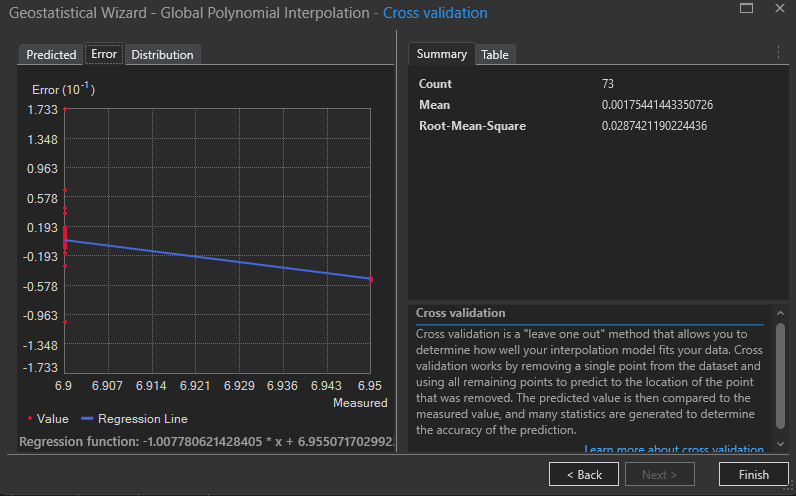 Geostatistical Wizard - Global Polynomial Interpolation - Cross validation
Predicted Error Distribution
Error (10⁻¹)
1.733
1.348
0.963
0.578
0.193
-0.193
-0.578
-0.963
-1.348
-1.733
6.9 6.907 6.914 6.921 6.929 6.936 6.943 6.95
Measured
Value Regression Line
Regression function: -1.007780621428405 * x + 6.955071702992
Summary Table
Count 73
Mean 0.00175441443350726
Root-Mean-Square 0.0287421190224436
Cross validation
Cross validation is a "leave one out" method that allows you to
determine how well your interpolation model fits your data. Cross
validation works by removing a single point from the dataset and
using all remaining points to predict to the location of the point
that was removed. The predicted value is then compared to the
measured value, and many statistics are generated to determine
the accuracy of the prediction.
Learn more about cross validation
< Back Next > Finish